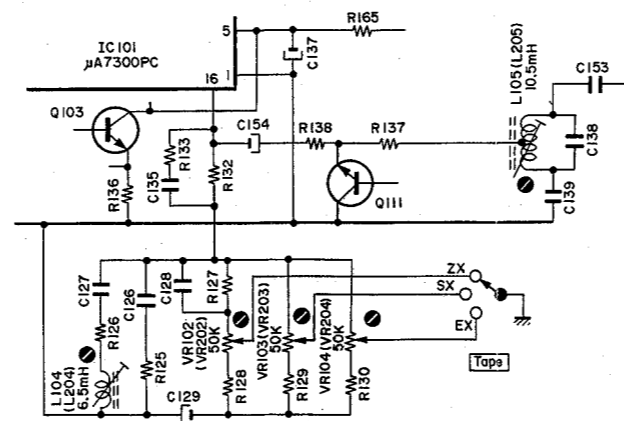 IC101
μA7300PC
5
1
16
C137
R165
L105 (L205)
10.5mH
C153
Q103
C154
R138
R137
C138
R133
R132
C135
R136
Q111
C139
C127
C126
C128
R127
ZX
SX
EX
R126
VR102
(VR202)
50K
VR103 (VR203)
50K
VR104 (VR204)
50K
L104
(L204)
6.5mH
R125
R128
R129
R130
C129
Tape